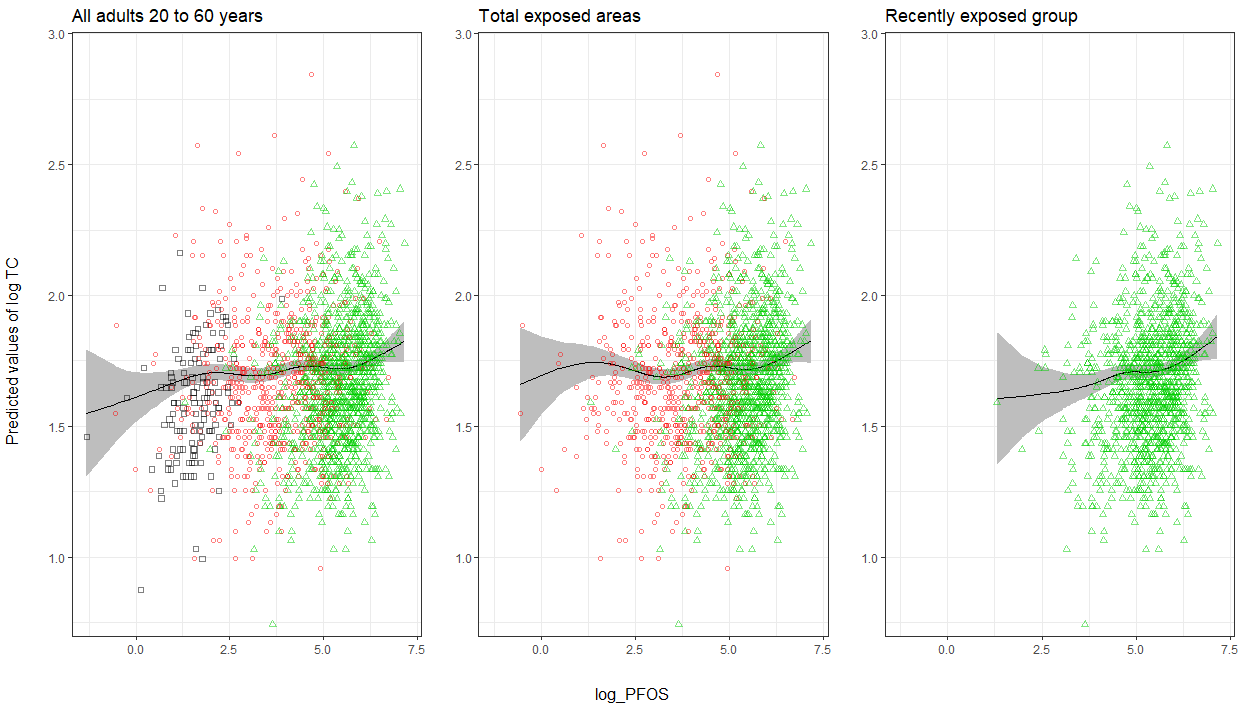 All adults 20 to 60 years
Total exposed areas
Recently exposed group
Predicted values of log TC
3.0
2.5
2.0
1.5
1.0
0.0 2.5 5.0 7.5
3.0
2.5
2.0
1.5
1.0
0.0 2.5 5.0 7.5
3.0
2.5
2.0
1.5
1.0
0.0 2.5 5.0 7.5
log_PFOS